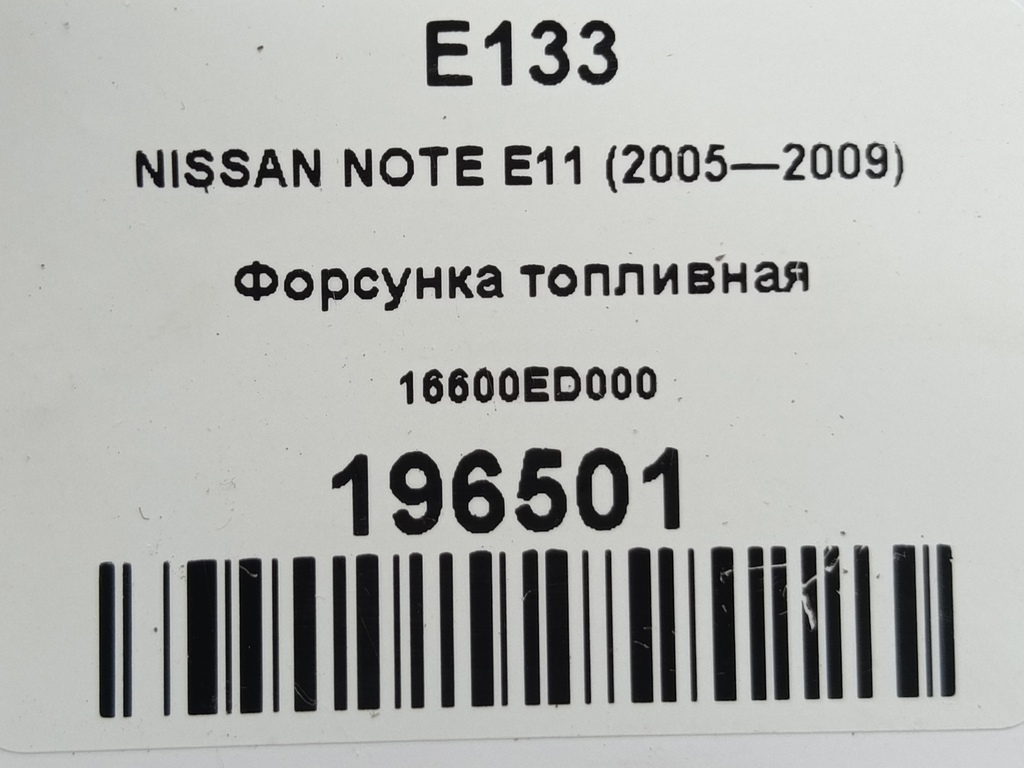 E133
NISSAN NOTE E11 (2005—2009)
Форсунка топливная
16600ED000
196501